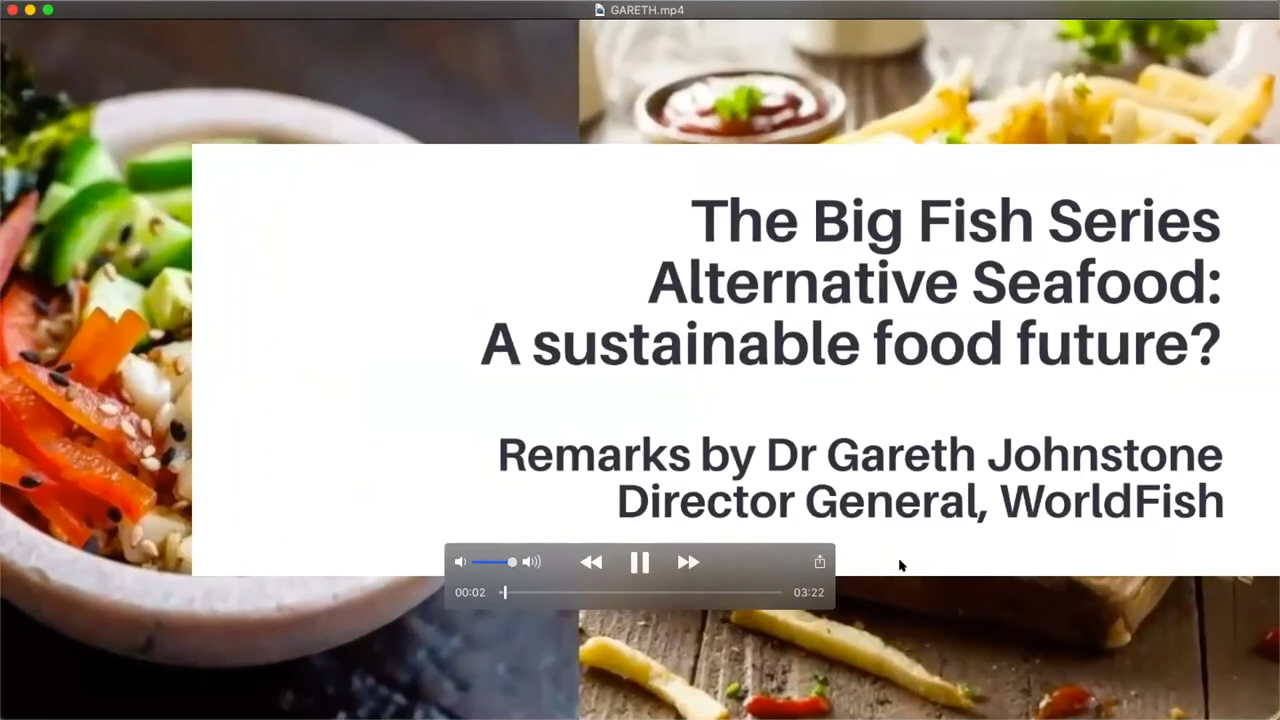 GARETH.mp4
The Big Fish Series
Alternative Seafood:
A sustainable food future?
Remarks by Dr Gareth Johnstone
Director General, WorldFish
00:02
03:22